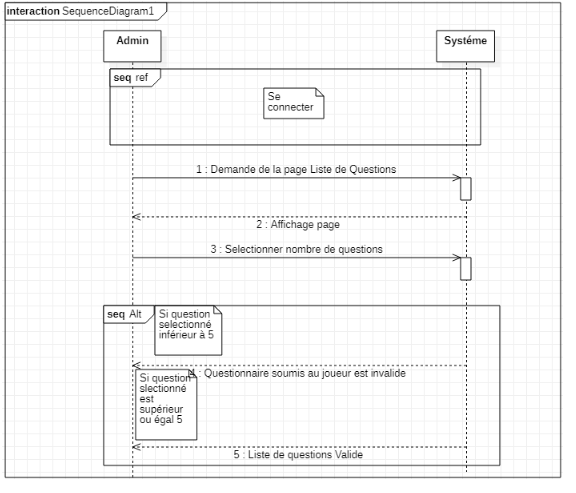 interaction SequenceDiagram1
Admin
Systéme
seq ref
Se
connecter
1 : Demande de la page Liste de Questions
2 : Affichage page
3 : Selectionner nombre de questions
seq Alt
Si question
selectionné
inférieur à 5
4 : Questionnaire soumis au joueur est invalide
Si question
slectionné
est
supérieur
ou égal 5
5 : Liste de questions Valide